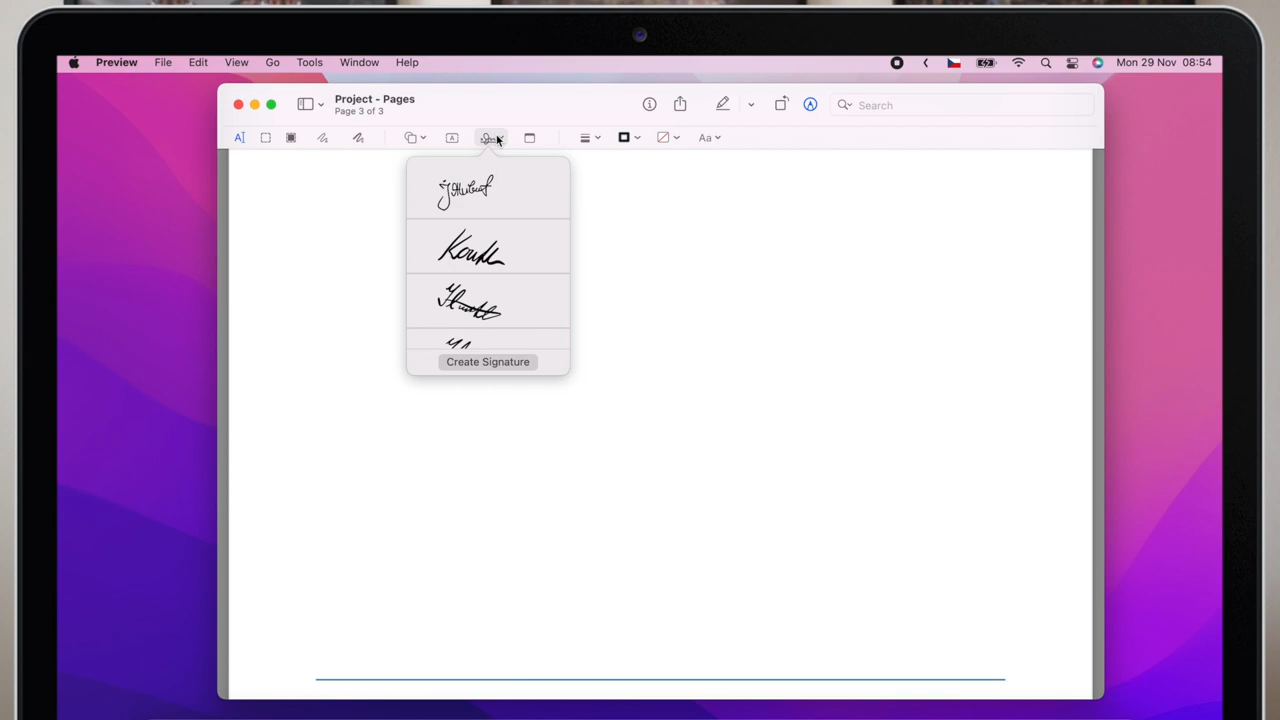 Preview File Edit View Go Tools Window Help Mon 29 Nov 08:54
Project - Pages
Page 3 of 3
Search
A
Aa
Create Signature